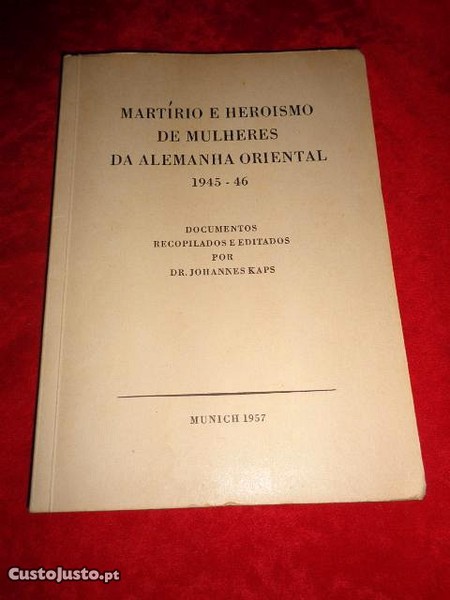 MARTÍRIO E HEROISMO
DE MULHERES
DA ALEMANHA ORIENTAL
1945 - 46
DOCUMENTOS
RECOPILADOS E EDITADOS
POR
DR. JOHANNES KAPS
MUNICH 1957
CustoJusto.pt